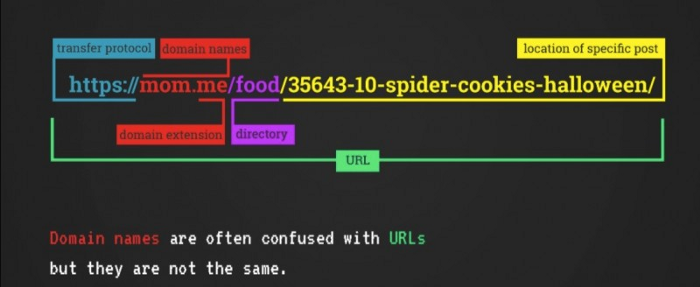 transfer protocol domain names location of specific post
https://mom.me/food/35643-10-spider-cookies-halloween/
domain extension directory
URL
Domain names are often confused with URLs
but they are not the same.